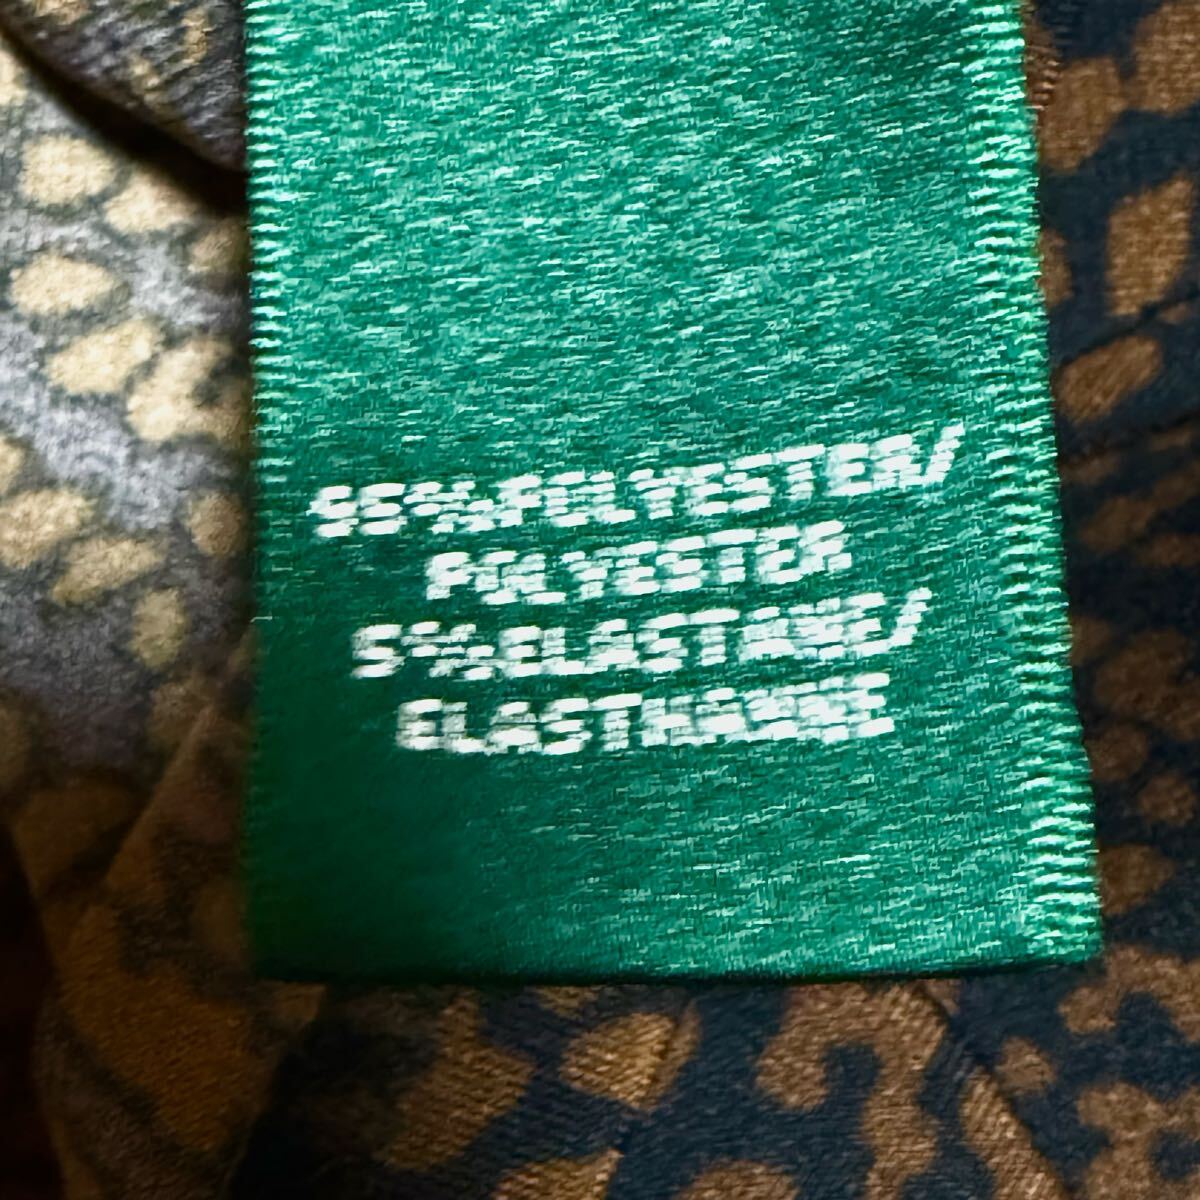 95%POLYESTER/
POLYESTER
5%ELASTANE/
ELASTHANNE